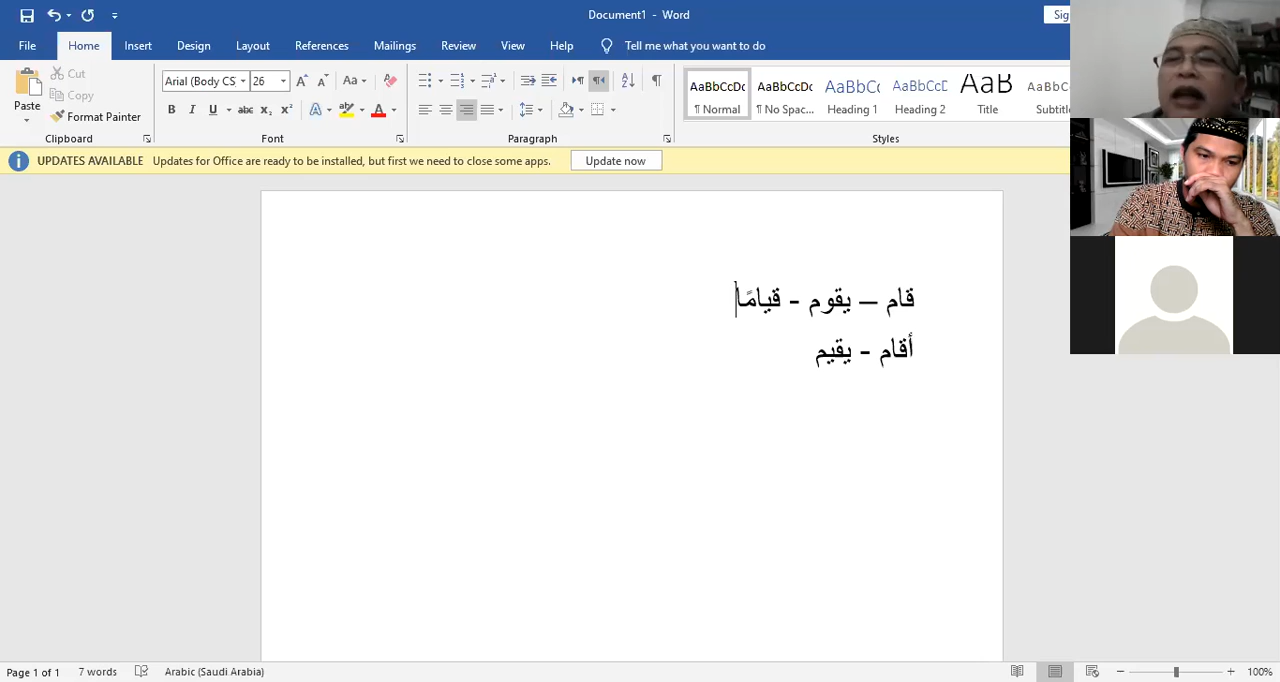 Document1 - Word
Sig
File Home Insert Design Layout References Mailings Review View Help Tell me what you want to do
Paste
Cut
Copy
Format Painter
Clipboard
Arial (Body CS 26
Font
Paragraph
AaBbCcDc AaBbCcDc AaBbCc AaBbCcD AaB AaBbCc
¶ Normal ¶ No Spac... Heading 1 Heading 2 Title Subtitle
Styles
UPDATES AVAILABLE Updates for Office are ready to be installed, but first we need to close some apps. Update now
قام – يقوم - قيامًا
أقام - يقيم
Page 1 of 1 7 words Arabic (Saudi Arabia) 100%